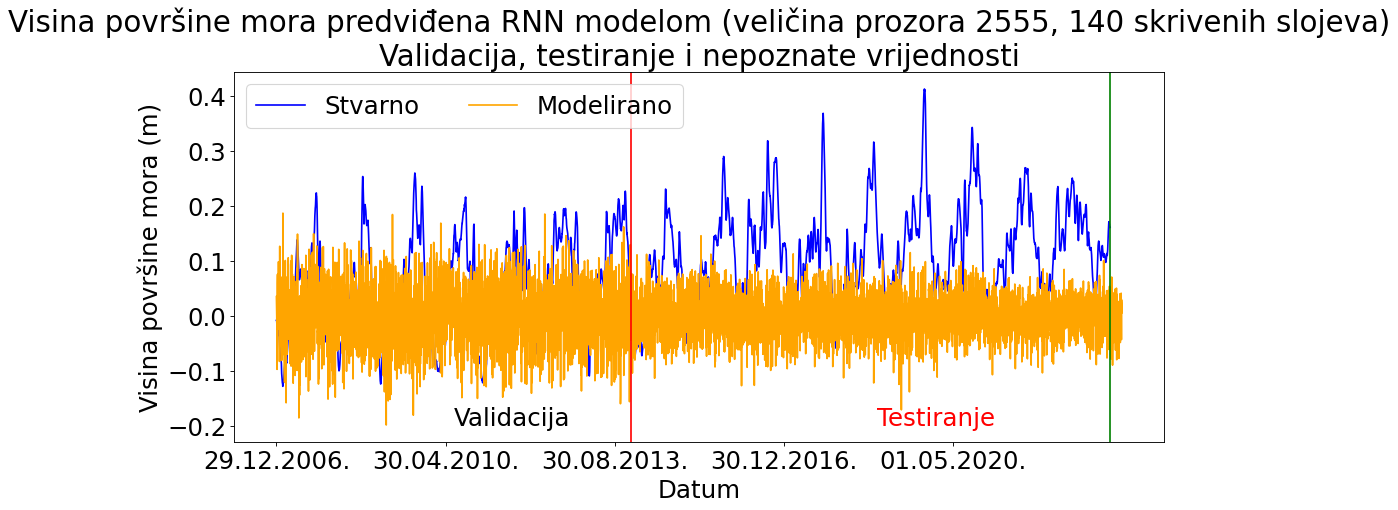 Visina površine mora predviđena RNN modelom (veličina prozora 2555, 140 skrivenih slojeva)
Validacija, testiranje i nepoznate vrijednosti
Stvarno
Modelirano
Visina površine mora (m)
0.4
0.3
0.2
0.1
0.0
−0.1
−0.2
Validacija
Testiranje
29.12.2006.
30.04.2010.
30.08.2013.
30.12.2016.
01.05.2020.
Datum